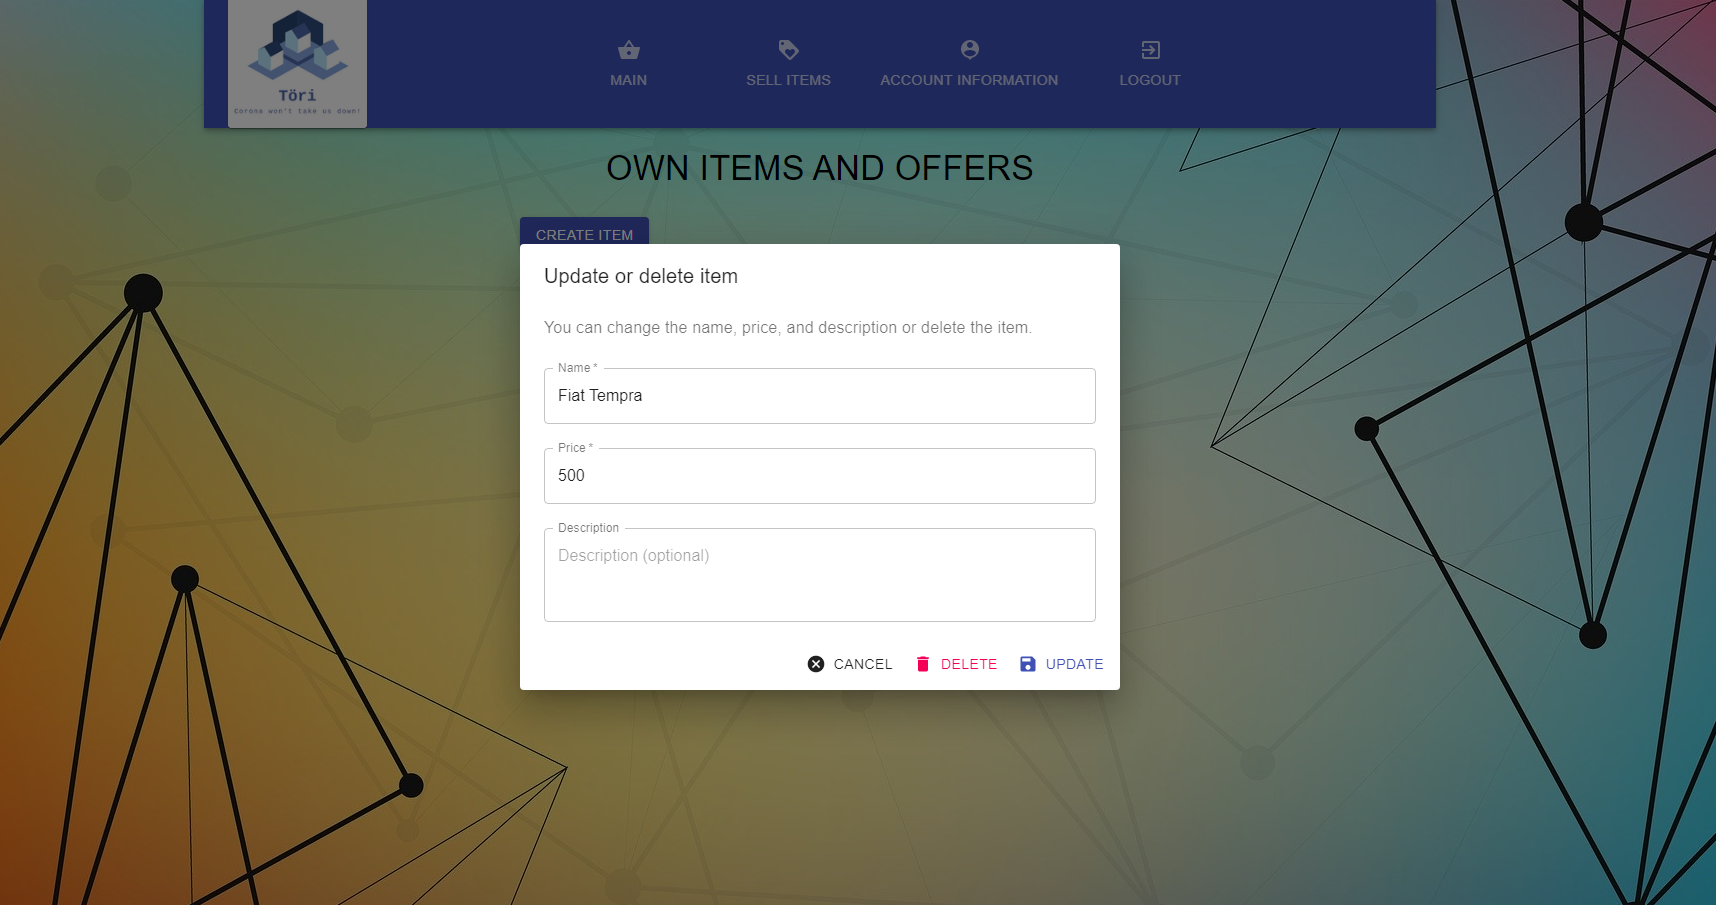 Töri
Corona won't take us down!
MAIN
SELL ITEMS
ACCOUNT INFORMATION
LOGOUT
OWN ITEMS AND OFFERS
CREATE ITEM
Update or delete item
You can change the name, price, and description or delete the item.
Name *
Fiat Tempra
Price *
500
Description
Description (optional)
CANCEL
DELETE
UPDATE